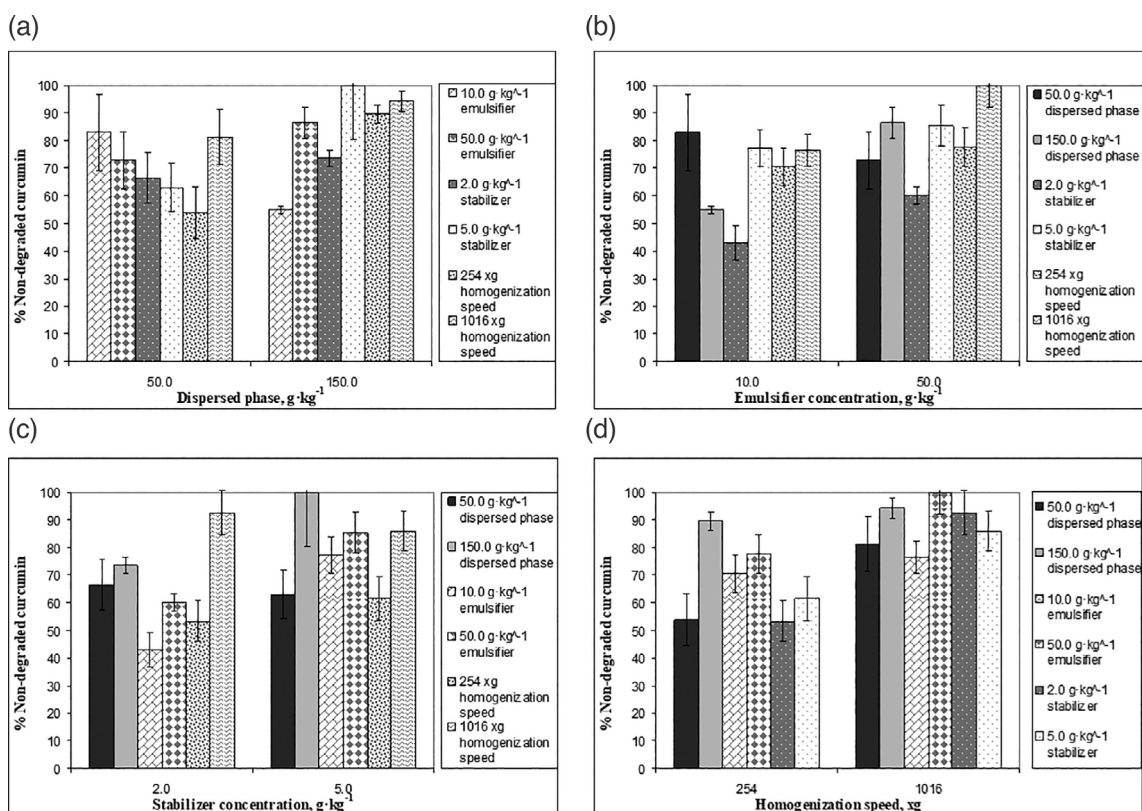 (a)
100
90
80
70
60
50
40
30
20
10
0
% Non-degraded curcumin
50.0
150.0
Dispersed phase, g·kg⁻¹
10.0 g·kg^-1
emulsifier
50.0 g·kg^-1
emulsifier
2.0 g·kg^-1
stabilizer
5.0 g·kg^-1
stabilizer
254 xg
homogenization
speed
1016 xg
homogenization
speed
(b)
100
90
80
70
60
50
40
30
20
10
0
% Non-degraded curcumin
10.0
50.0
Emulsifier concentration, g·kg⁻¹
50.0 g·kg^-1
dispersed phase
150.0 g·kg^-1
dispersed phase
2.0 g·kg^-1
stabilizer
5.0 g·kg^-1
stabilizer
254 xg
homogenization
speed
1016 xg
homogenization
speed
(c)
100
90
80
70
60
50
40
30
20
10
0
% Non-degraded curcumin
2.0
5.0
Stabilizer concentration, g·kg⁻¹
50.0 g·kg^-1
dispersed phase
150.0 g·kg^-1
dispersed phase
10.0 g·kg^-1
emulsifier
50.0 g·kg^-1
emulsifier
254 xg
homogenization
speed
1016 xg
homogenization
speed
(d)
100
90
80
70
60
50
40
30
20
10
0
% Non-degraded curcumin
254
1016
Homogenization speed, xg
50.0 g·kg^-1
dispersed phase
150.0 g·kg^-1
dispersed phase
10.0 g·kg^-1
emulsifier
50.0 g·kg^-1
emulsifier
2.0 g·kg^-1
stabilizer
5.0 g·kg^-1
stabilizer